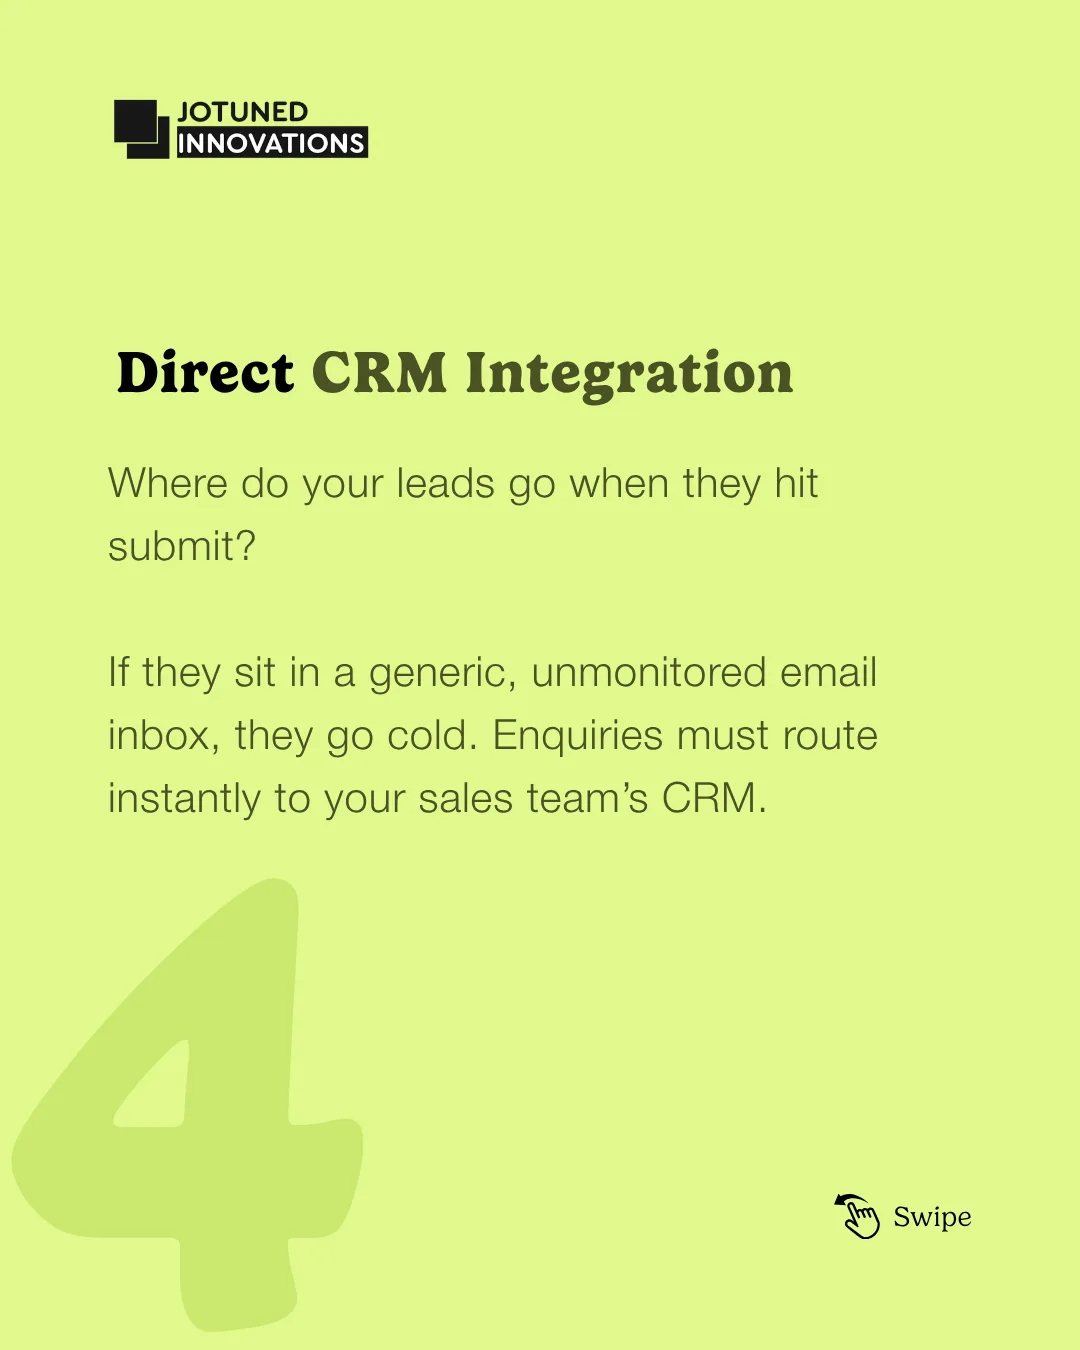 JOTUNED
INNOVATIONS
Direct CRM Integration
Where do your leads go when they hit
submit?
If they sit in a generic, unmonitored email
inbox, they go cold. Enquiries must route
instantly to your sales team’s CRM.
4
Swipe